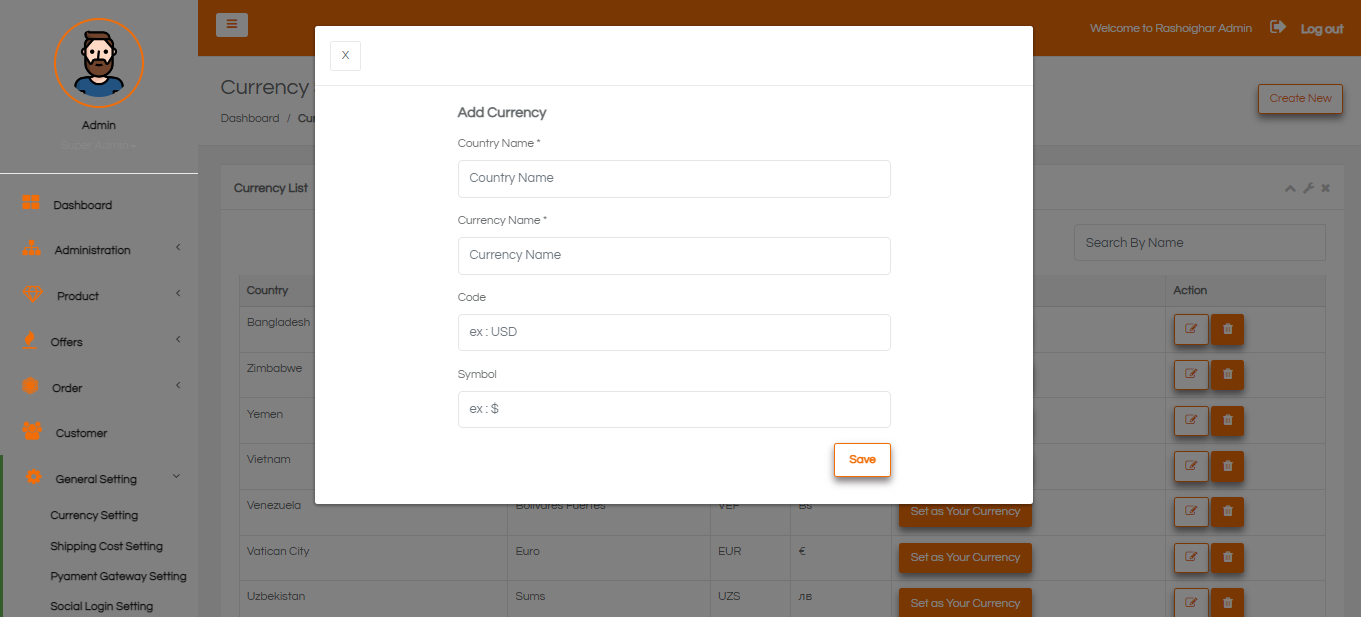 Welcome to Rashoighar Admin
Log out
Admin
Super Admin
Dashboard
Administration
Product
Offers
Order
Customer
General Setting
Currency Setting
Shipping Cost Setting
Pyament Gateway Setting
Social Login Setting
Currency
Dashboard /
Create New
X
Add Currency
Country Name *
Country Name
Currency Name *
Currency Name
Code
ex : USD
Symbol
ex : $
Save
Currency List
Search By Name
Country
Action
Bangladesh
Zimbabwe
Yemen
Vietnam
Venezuela Bolivares Fuertes VEF Bs Set as Your Currency
Vatican City Euro EUR € Set as Your Currency
Uzbekistan Sums UZS лв Set as Your Currency